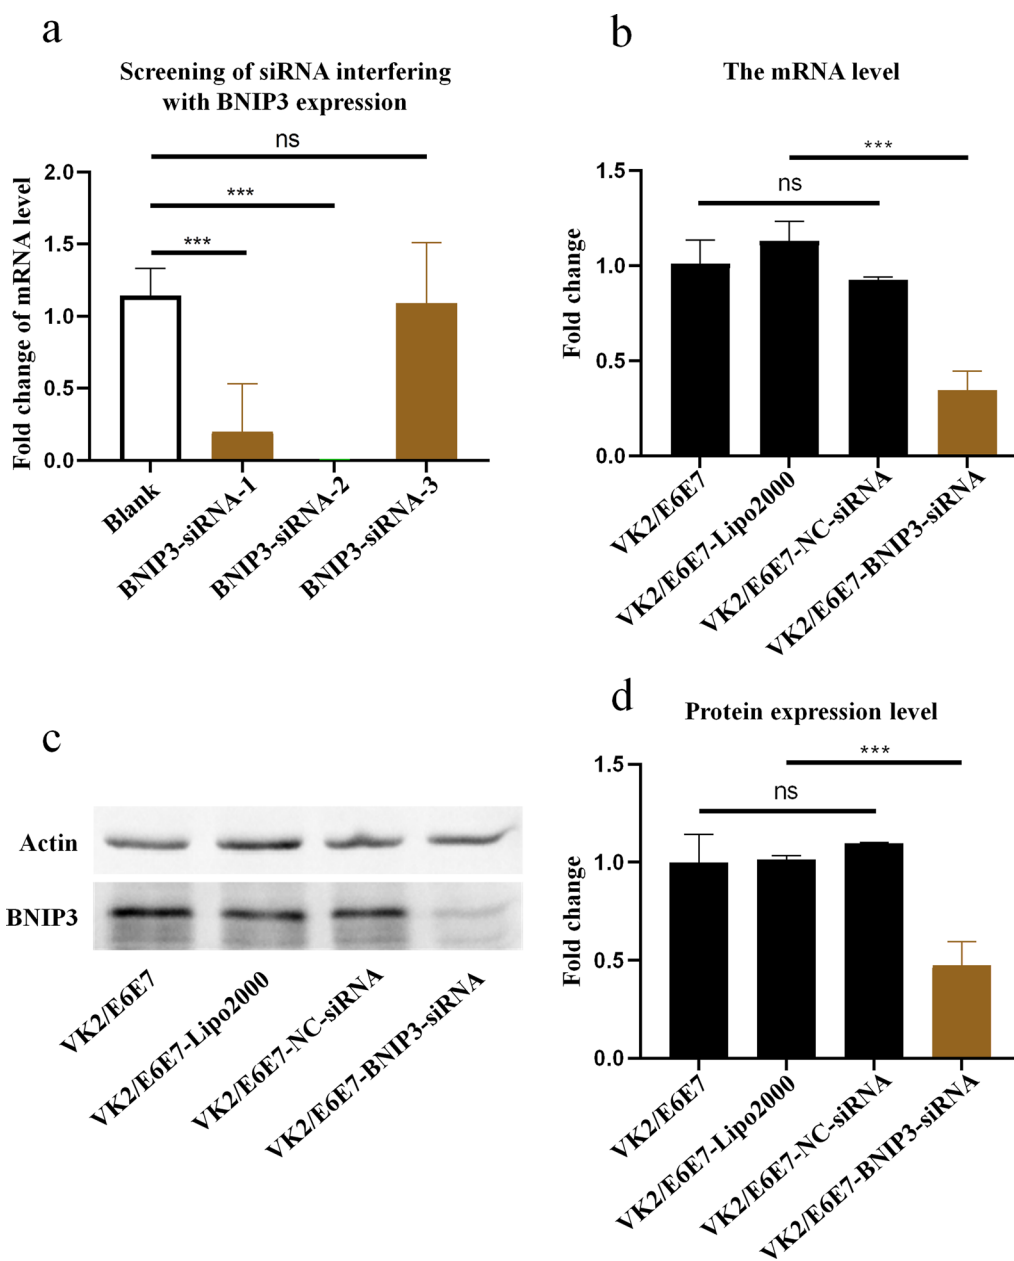 a
Screening of siRNA interfering
with BNIP3 expression
ns
***
***
Fold change of mRNA level
2.0
1.5
1.0
0.5
0.0
Blank
BNIP3-siRNA-1
BNIP3-siRNA-2
BNIP3-siRNA-3
b
The mRNA level
***
ns
Fold change
1.5
1.0
0.5
0.0
VK2/E6E7
VK2/E6E7-Lipo2000
VK2/E6E7-NC-siRNA
VK2/E6E7-BNIP3-siRNA
c
Actin
BNIP3
VK2/E6E7
VK2/E6E7-Lipo2000
VK2/E6E7-NC-siRNA
VK2/E6E7-BNIP3-siRNA
d
Protein expression level
***
ns
Fold change
1.5
1.0
0.5
0.0
VK2/E6E7
VK2/E6E7-Lipo2000
VK2/E6E7-NC-siRNA
VK2/E6E7-BNIP3-siRNA